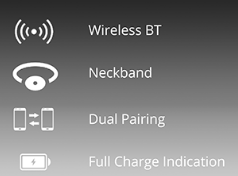 Wireless BT
Neckband
Dual Pairing
Full Charge Indication